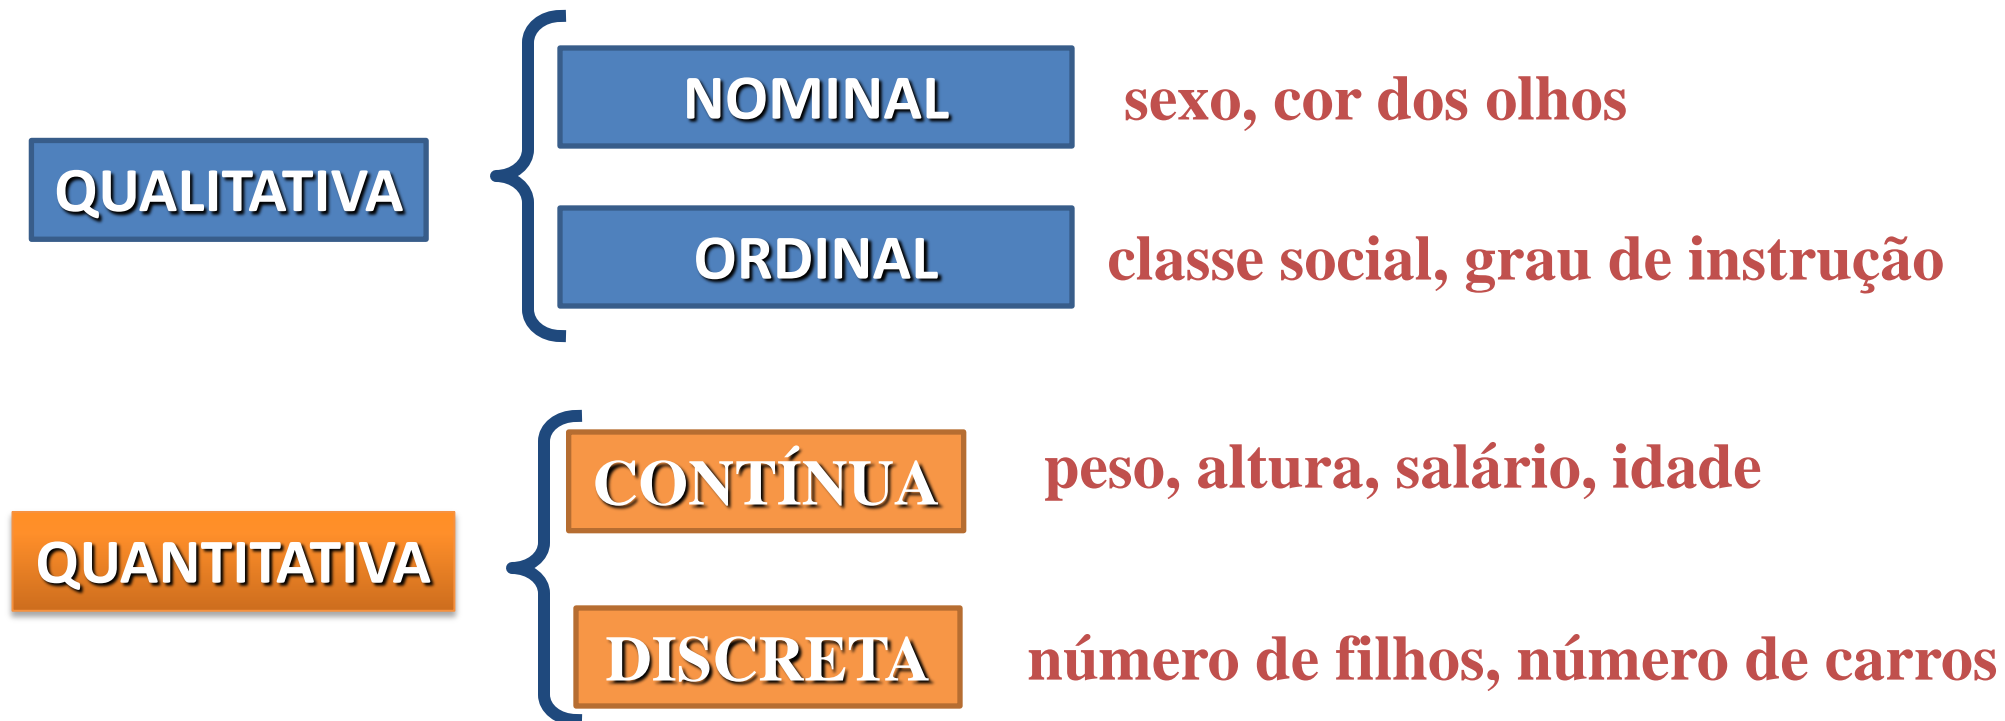 QUALITATIVA
NOMINAL
sexo, cor dos olhos
ORDINAL
classe social, grau de instrução
QUANTITATIVA
CONTÍNUA
peso, altura, salário, idade
DISCRETA
número de filhos, número de carros